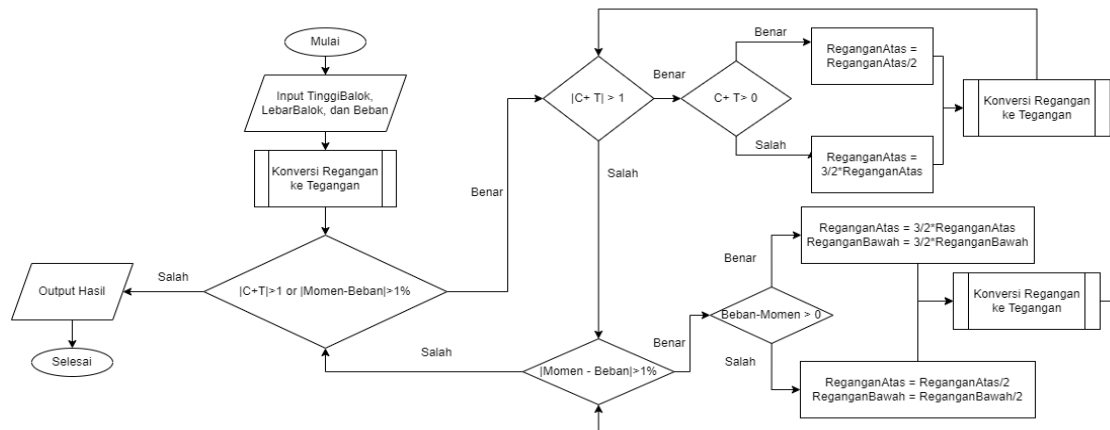 Mulai
Input TinggiBalok,
LebarBalok, dan Beban
Konversi Regangan
ke Tegangan
|C+T|>1 or |Momen-Beban|>1%
Salah
Output Hasil
Selesai
Benar
|C+ T| > 1
Benar
C+ T> 0
Benar
ReganganAtas =
ReganganAtas/2
Salah
ReganganAtas =
3/2*ReganganAtas
Konversi Regangan
ke Tegangan
Salah
|Momen - Beban|>1%
Salah
Benar
Beban-Momen > 0
Benar
ReganganAtas = 3/2*ReganganAtas
ReganganBawah = 3/2*ReganganBawah
Salah
ReganganAtas = ReganganAtas/2
ReganganBawah = ReganganBawah/2
Konversi Regangan
ke Tegangan